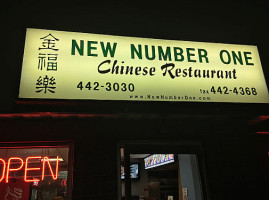 金福樂
NEW NUMBER ONE
Chinese Restaurant
442-3030
fax 442-4368
www.NewNumberOne.com
OPEN